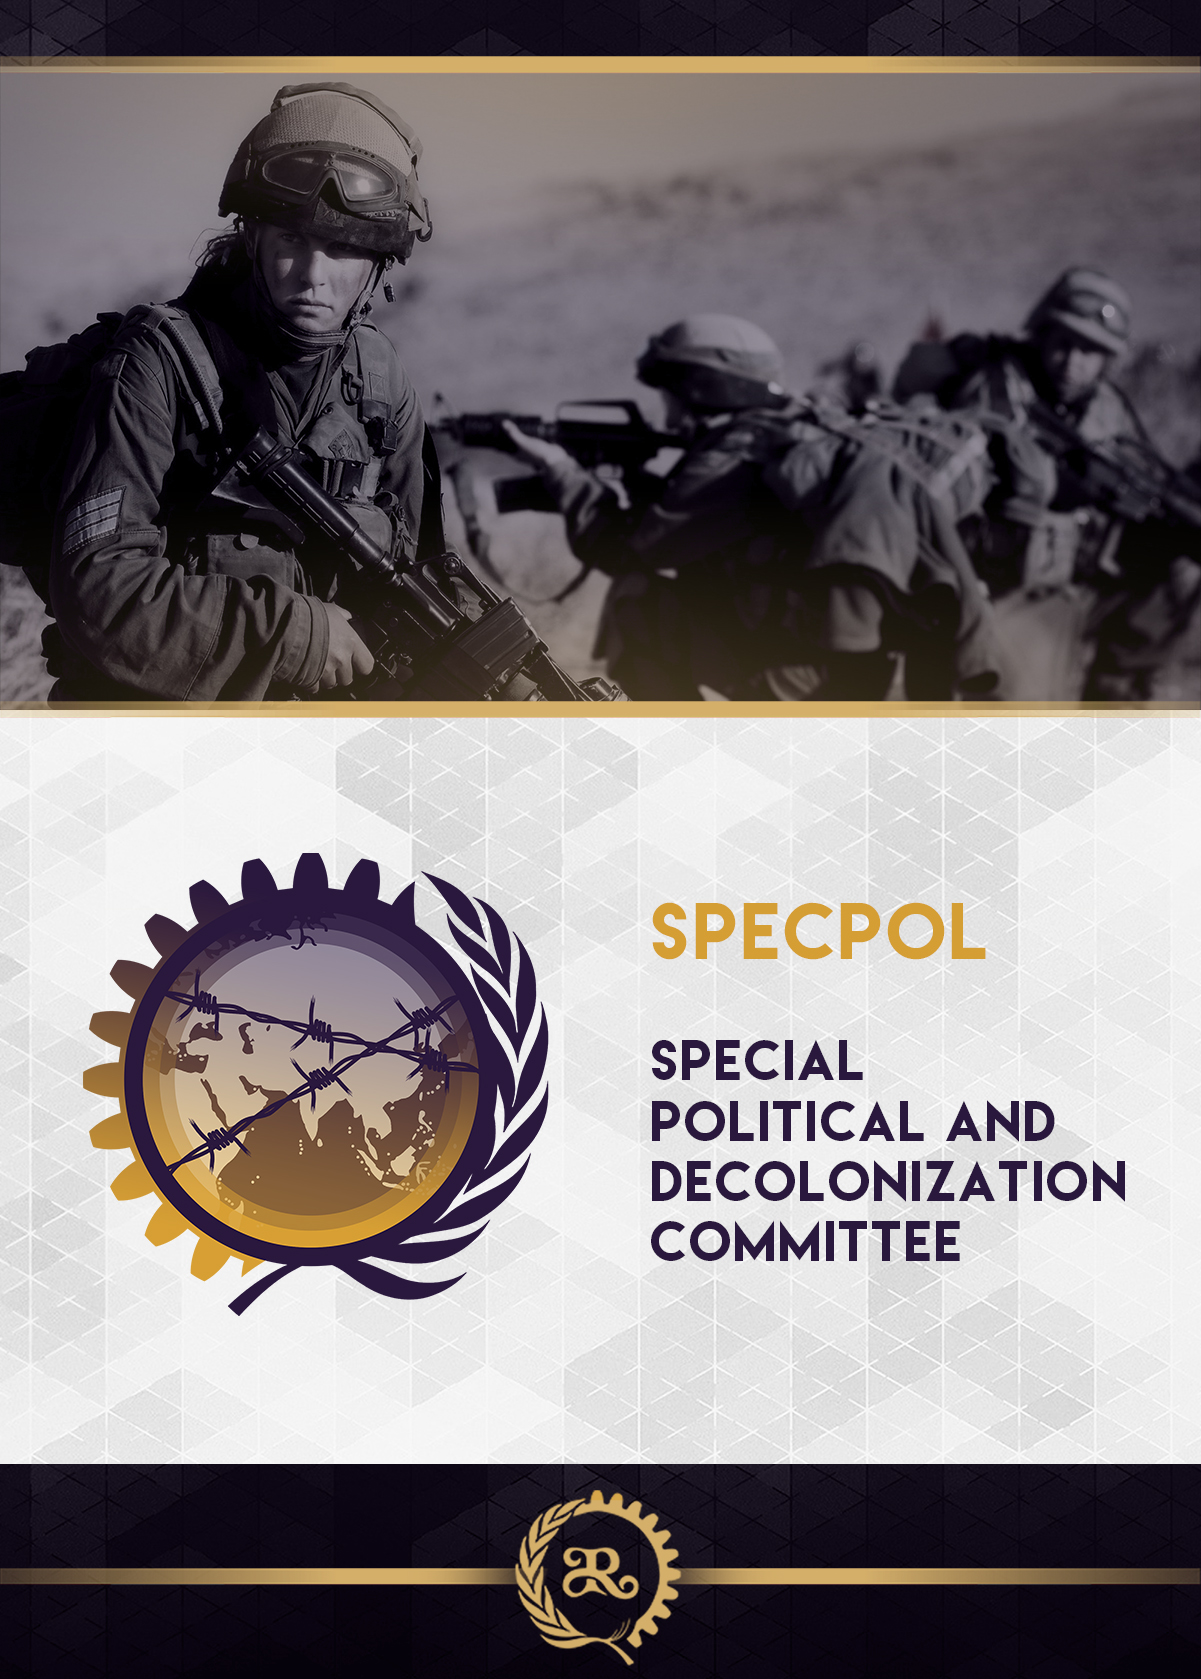 SPECPOL
SPECIAL
POLITICAL AND
DECOLONIZATION
COMMITTEE
R